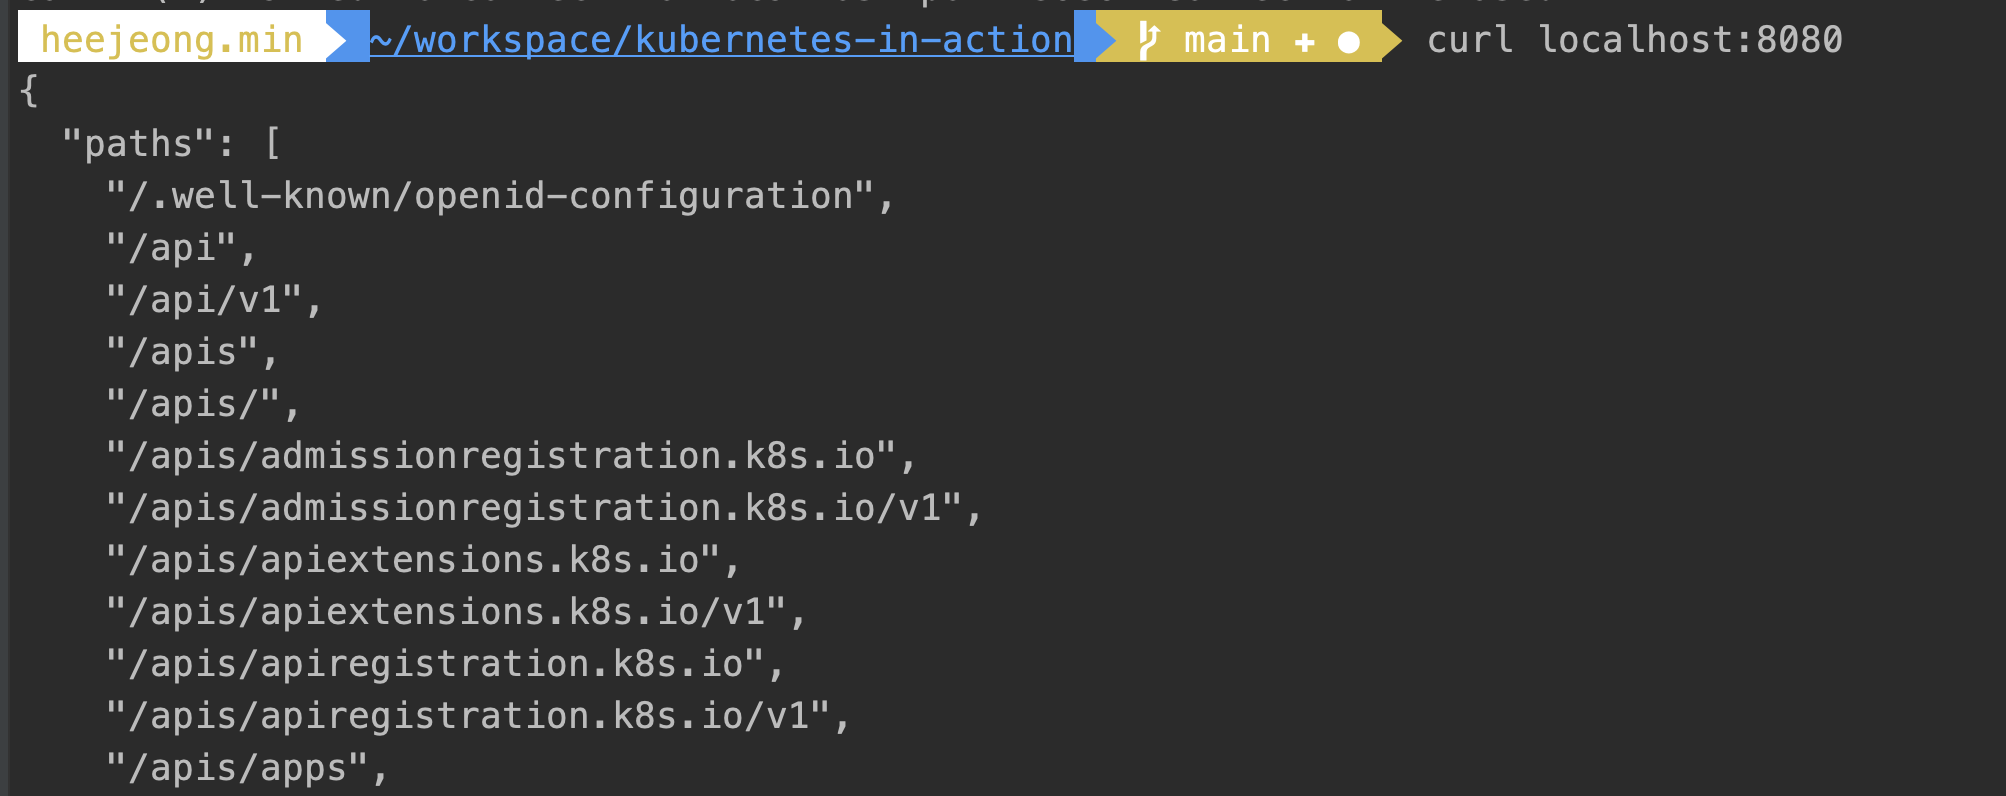 heejeong.min ~/workspace/kubernetes-in-action main + ● curl localhost:8080
{
"paths": [
"/.well-known/openid-configuration",
"/api",
"/api/v1",
"/apis",
"/apis/",
"/apis/admissionregistration.k8s.io",
"/apis/admissionregistration.k8s.io/v1",
"/apis/apiextensions.k8s.io",
"/apis/apiextensions.k8s.io/v1",
"/apis/apiregistration.k8s.io",
"/apis/apiregistration.k8s.io/v1",
"/apis/apps",